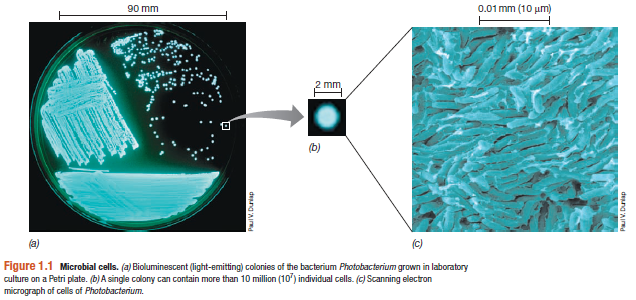 90 mm
0.01 mm (10 μm)
2 mm
(b)
Paul V. Dunlap
Paul V. Dunlap
(a)
(c)
Figure 1.1 Microbial cells. (a) Bioluminescent (light-emitting) colonies of the bacterium Photobacterium grown in laboratory
culture on a Petri plate. (b) A single colony can contain more than 10 million (10⁷) individual cells. (c) Scanning electron
micrograph of cells of Photobacterium.